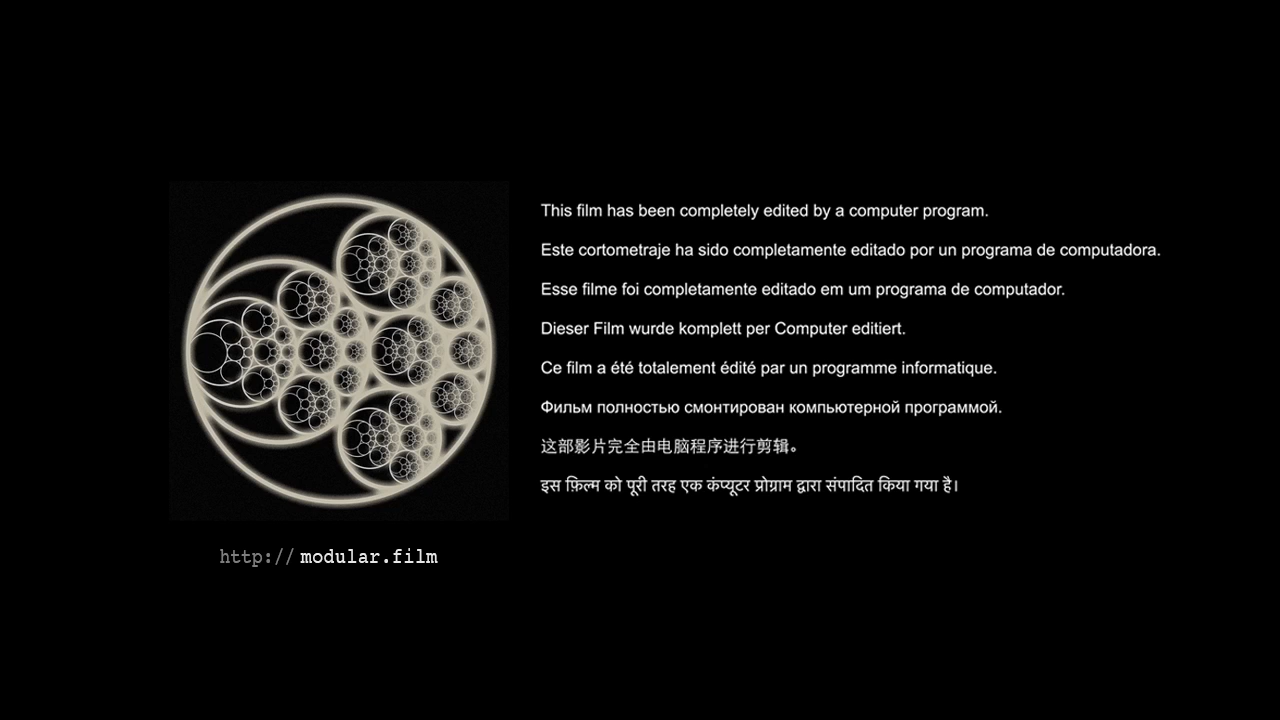 This film has been completely edited by a computer program.
Este cortometraje ha sido completamente editado por un programa de computadora.
Esse filme foi completamente editado em um programa de computador.
Dieser Film wurde komplett per Computer editiert.
Ce film a été totalement édité par un programme informatique.
Фильм полностью смонтирован компьютерной программой.
这部影片完全由电脑程序进行剪辑。
इस फ़िल्म को पूरी तरह एक कंप्यूटर प्रोग्राम द्वारा संपादित किया गया है।
http:// modular.film